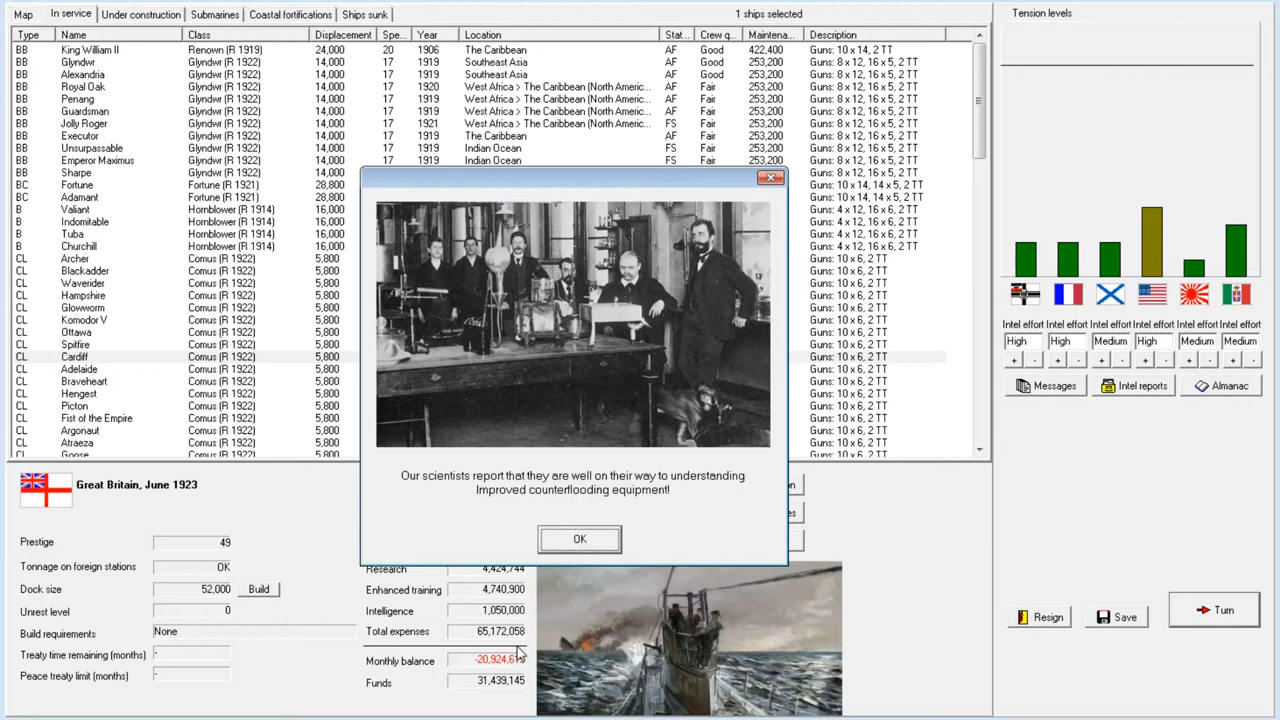 Map In service Under construction Submarines Coastal fortifications Ships sunk 1 ships selected
Type Name Class Displacement Spe... Year Location Stat... Crew q... Maintena... Description
BB King William II Renown (R 1919) 24,000 20 1906 The Caribbean AF Good 422,400 Guns: 10 x 14, 2 TT
BB Glyndwr Glyndwr (R 1922) 14,000 17 1919 Southeast Asia AF Good 253,200 Guns: 8 x 12, 16 x 5, 2 TT
BB Alexandria Glyndwr (R 1922) 14,000 17 1919 Southeast Asia AF Good 253,200 Guns: 8 x 12, 16 x 5, 2 TT
BB Royal Oak Glyndwr (R 1922) 14,000 17 1920 West Africa > The Caribbean (North Americ... AF Fair 253,200 Guns: 8 x 12, 16 x 5, 2 TT
BB Penang Glyndwr (R 1922) 14,000 17 1919 West Africa > The Caribbean (North Americ... AF Fair 253,200 Guns: 8 x 12, 16 x 5, 2 TT
BB Guardsman Glyndwr (R 1922) 14,000 17 1919 West Africa > The Caribbean (North Americ... AF Fair 253,200 Guns: 8 x 12, 16 x 5, 2 TT
BB Jolly Roger Glyndwr (R 1922) 14,000 17 1921 West Africa > The Caribbean (North Americ... FS Fair 253,200 Guns: 8 x 12, 16 x 5, 2 TT
BB Executor Glyndwr (R 1922) 14,000 17 1919 The Caribbean AF Fair 253,200 Guns: 8 x 12, 16 x 5, 2 TT
BB Unsurpassable Glyndwr (R 1922) 14,000 17 1919 Indian Ocean FS Fair 253,200 Guns: 8 x 12, 16 x 5, 2 TT
BB Emperor Maximus Glyndwr (R 1922) 14,000 17 1919 Indian Ocean FS Fair 253,200 Guns: 8 x 12, 16 x 5, 2 TT
BB Sharpe Glyndwr (R 1922) 14,000 Guns: 8 x 12, 16 x 5, 2 TT
BC Fortune Fortune (R 1921) 28,800 Guns: 10 x 14, 14 x 5, 2 TT
BC Adamant Fortune (R 1921) 28,800 Guns: 10 x 14, 14 x 5, 2 TT
B Valiant Hornblower (R 1914) 16,000 Guns: 4 x 12, 16 x 6, 2 TT
B Indomitable Hornblower (R 1914) 16,000 Guns: 4 x 12, 16 x 6, 2 TT
B Tuba Hornblower (R 1914) 16,000 Guns: 4 x 12, 16 x 6, 2 TT
B Churchill Hornblower (R 1914) 16,000 Guns: 4 x 12, 16 x 6, 2 TT
CL Archer Comus (R 1922) 5,800 Guns: 10 x 6, 2 TT
CL Blackadder Comus (R 1922) 5,800 Guns: 10 x 6, 2 TT
CL Waverider Comus (R 1922) 5,800 Guns: 10 x 6, 2 TT
CL Hampshire Comus (R 1922) 5,800 Guns: 10 x 6, 2 TT
CL Glowworm Comus (R 1922) 5,800 Guns: 10 x 6, 2 TT
CL Komodor V Comus (R 1922) 5,800 Guns: 10 x 6, 2 TT
CL Ottawa Comus (R 1922) 5,800 Guns: 10 x 6, 2 TT
CL Spitfire Comus (R 1922) 5,800 Guns: 10 x 6, 2 TT
CL Cardiff Comus (R 1922) 5,800 Guns: 10 x 6, 2 TT
CL Adelaide Comus (R 1922) 5,800 Guns: 10 x 6, 2 TT
CL Braveheart Comus (R 1922) 5,800 Guns: 10 x 6, 2 TT
CL Hengest Comus (R 1922) 5,800 Guns: 10 x 6, 2 TT
CL Picton Comus (R 1922) 5,800 Guns: 10 x 6, 2 TT
CL Fist of the Empire Comus (R 1922) 5,800 Guns: 10 x 6, 2 TT
CL Argonaut Comus (R 1922) 5,800 Guns: 10 x 6, 2 TT
CL Atraeza Comus (R 1922) 5,800 Guns: 10 x 6, 2 TT
CL Goose Comus (R 1922) 5,800 Guns: 10 x 6, 2 TT
Our scientists report that they are well on their way to understanding
Improved counterflooding equipment!
OK
Great Britain, June 1923
Prestige 49
Tonnage on foreign stations OK
Dock size 52,000 Build
Unrest level 0
Build requirements None
Treaty time remaining (months) -
Peace treaty limit (months) -
Research 4,424,744
Enhanced training 4,740,900
Intelligence 1,050,000
Total expenses 65,172,058
Monthly balance
Funds 31,439,145
Tension levels
Intel effort Intel effort Intel effort Intel effort Intel effort Intel effort
High High Medium High Medium Medium
+ - + - + - + - + - + -
Messages Intel reports Almanac
Resign Save Turn